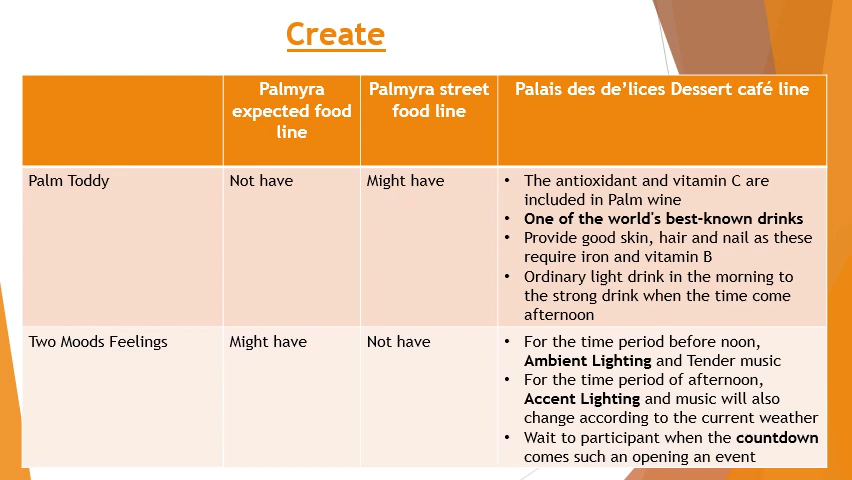 Create
Palmyra
expected food
line
Palmyra street
food line
Palais des de’lices Dessert café line
Palm Toddy
Not have
Might have
• The antioxidant and vitamin C are
included in Palm wine
• One of the world's best-known drinks
• Provide good skin, hair and nail as these
require iron and vitamin B
• Ordinary light drink in the morning to
the strong drink when the time come
afternoon
Two Moods Feelings
Might have
Not have
• For the time period before noon,
Ambient Lighting and Tender music
• For the time period of afternoon,
Accent Lighting and music will also
change according to the current weather
• Wait to participant when the countdown
comes such an opening an event